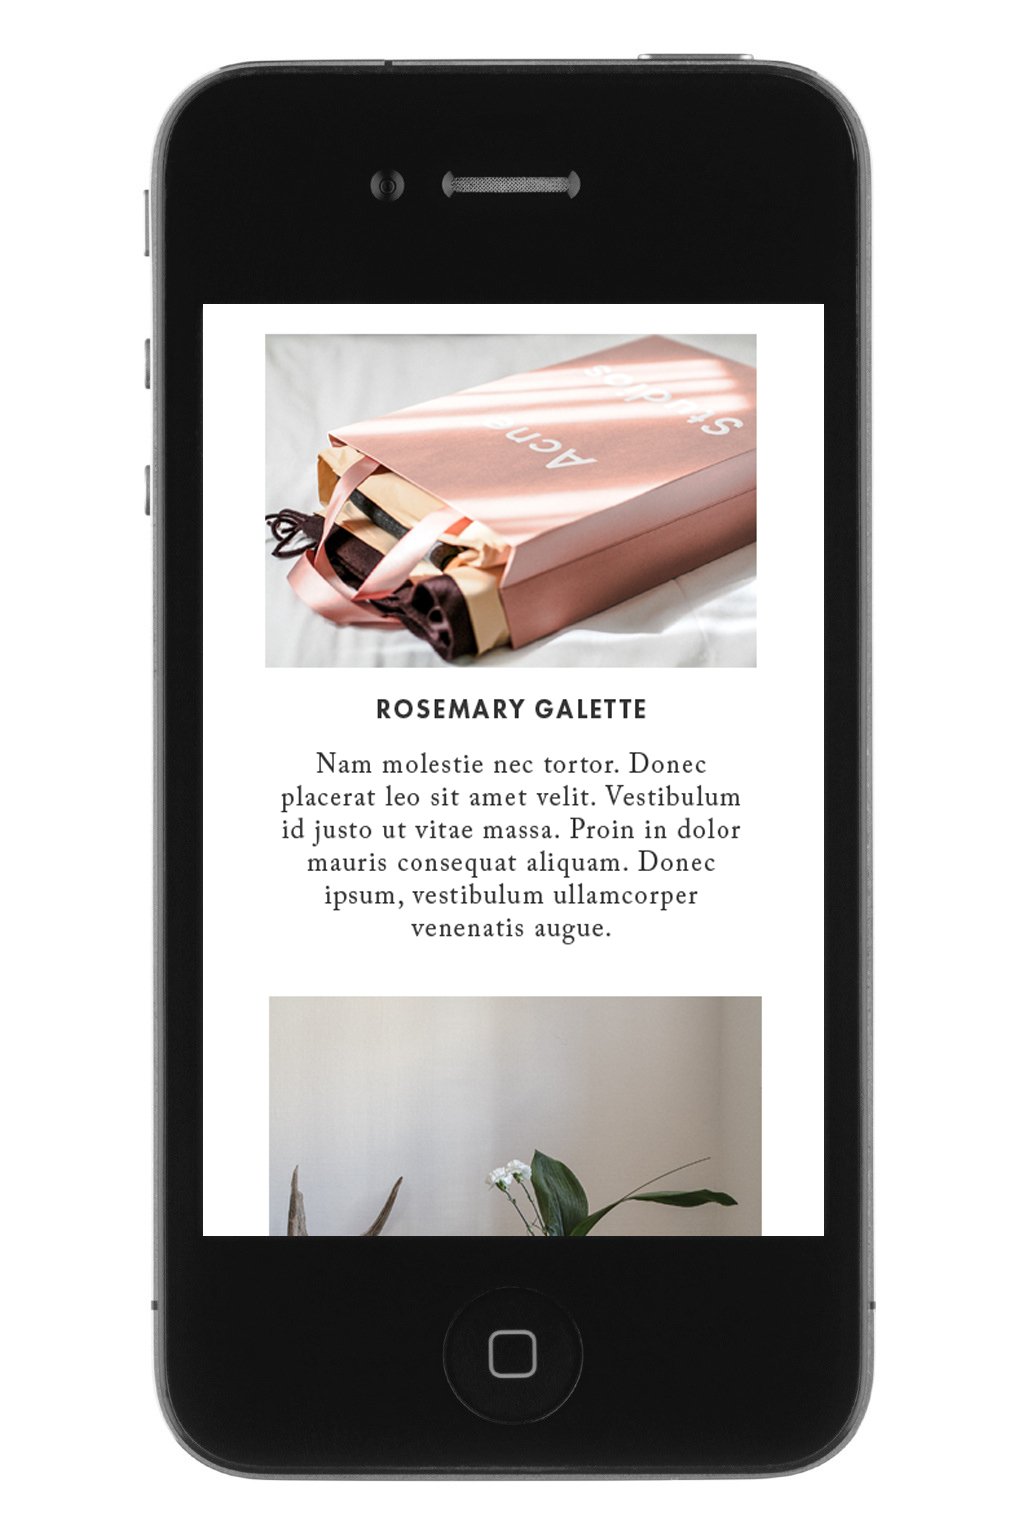 Acne
Studios
ROSEMARY GALETTE
Nam molestie nec tortor. Donec
placerat leo sit amet velit. Vestibulum
id justo ut vitae massa. Proin in dolor
mauris consequat aliquam. Donec
ipsum, vestibulum ullamcorper
venenatis augue.